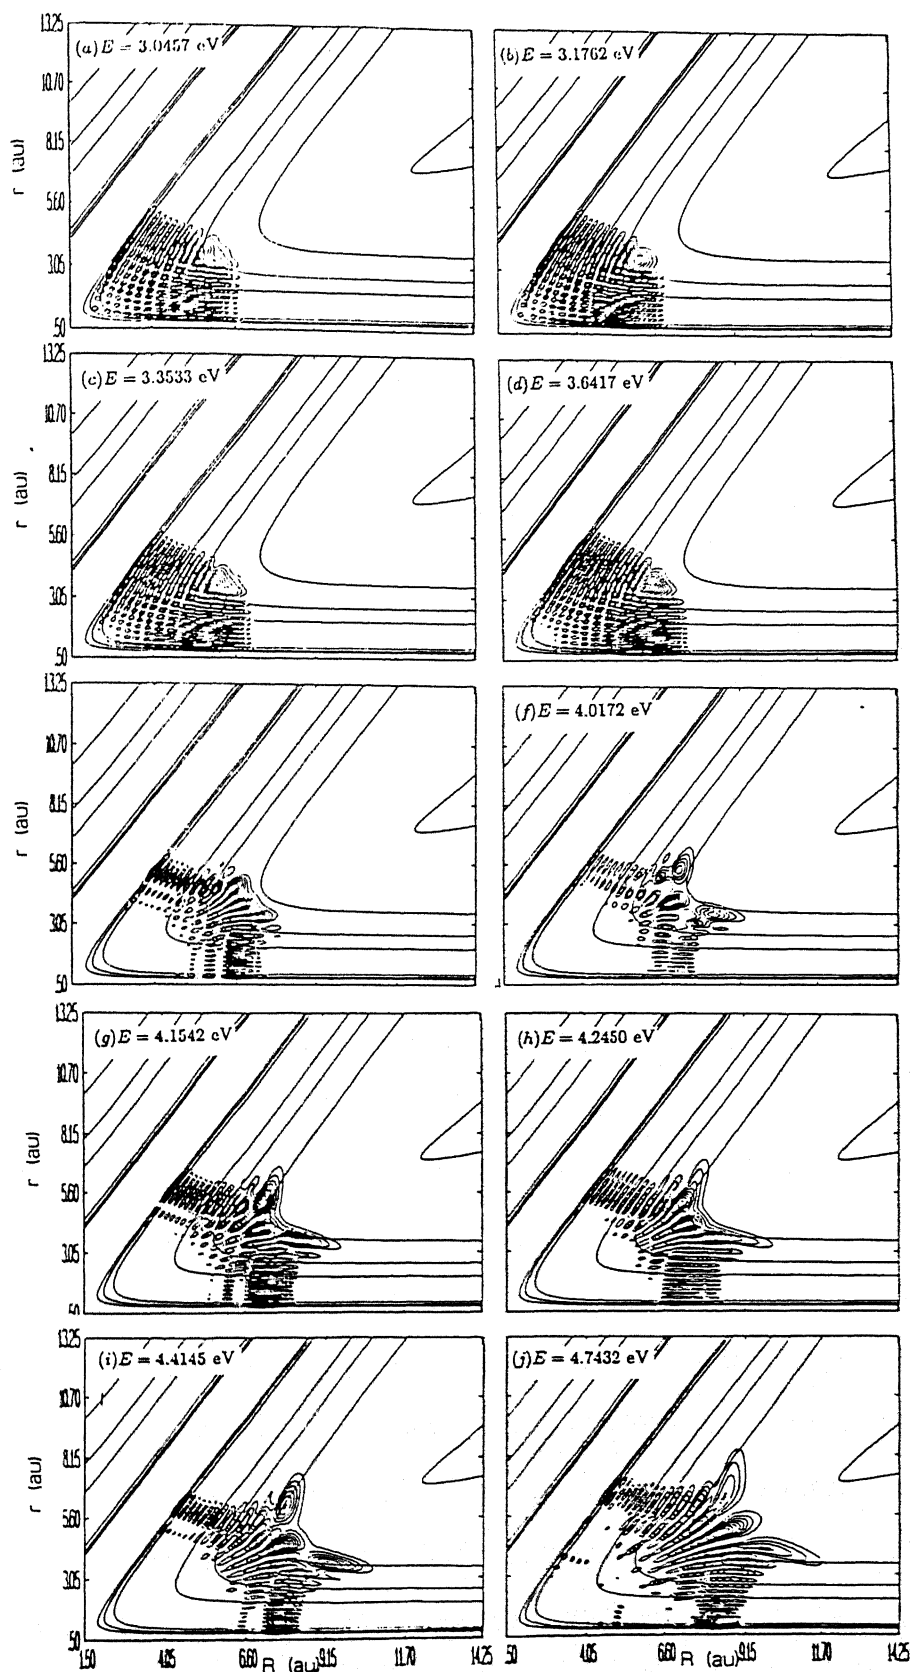 13.25
(a)E = 3.0457 eV
(b)E = 3.1762 eV
10.70
8.15
r (au)
5.60
3.05
.50
13.25
(c)E = 3.3533 eV
(d)E = 3.6417 eV
10.70
8.15
r (au)
5.60
3.05
.50
13.25
(f)E = 4.0172 eV
10.70
8.15
r (au)
5.60
3.05
.50
13.25
(g)E = 4.1542 eV
(h)E = 4.2450 eV
10.70
8.15
r (au)
5.60
3.05
.50
13.25
(i)E = 4.4145 eV
(j)E = 4.7432 eV
10.70
8.15
r (au)
5.60
3.05
.50
1.50 4.05 6.60 9.15 11.70 14.25
R (au)
.50 4.05 6.60 9.15 11.70 14.25
R (au)